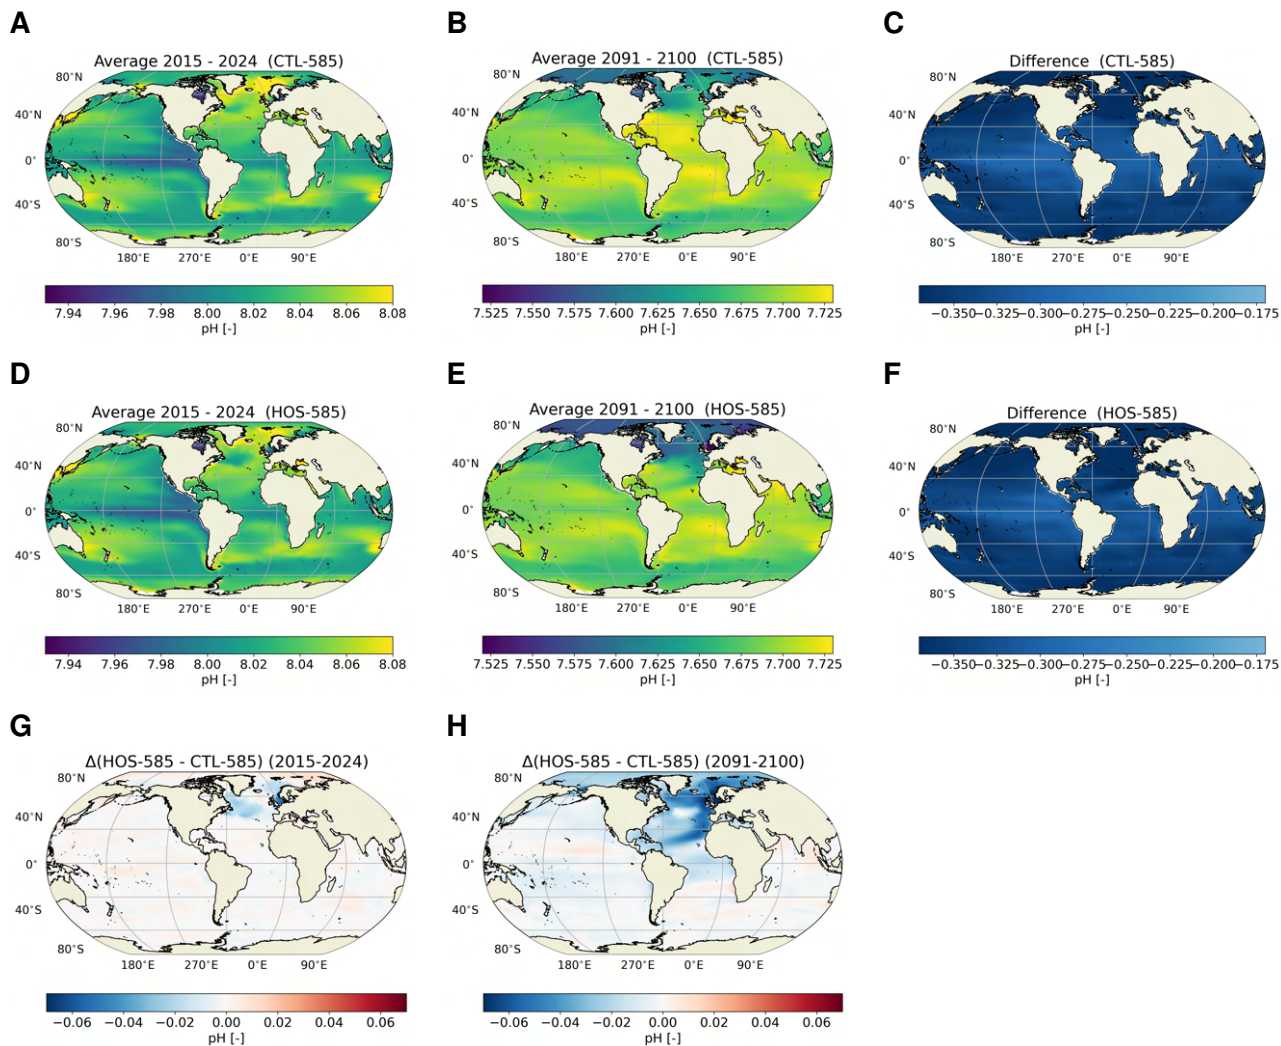 A
B
C
Average 2015 - 2024 (CTL-585)
Average 2091 - 2100 (CTL-585)
Difference (CTL-585)
80°N
40°N
0°
40°S
80°S
180°E 270°E 0°E 90°E
80°N
40°N
0°
40°S
80°S
180°E 270°E 0°E 90°E
80°N
40°N
0°
40°S
80°S
180°E 270°E 0°E 90°E
7.94 7.96 7.98 8.00 8.02 8.04 8.06 8.08
pH [-]
7.525 7.550 7.575 7.600 7.625 7.650 7.675 7.700 7.725
pH [-]
−0.350−0.325−0.300−0.275−0.250−0.225−0.200−0.175
pH [-]
D
E
F
Average 2015 - 2024 (HOS-585)
Average 2091 - 2100 (HOS-585)
Difference (HOS-585)
80°N
40°N
0°
40°S
80°S
180°E 270°E 0°E 90°E
80°N
40°N
0°
40°S
80°S
180°E 270°E 0°E 90°E
80°N
40°N
0°
40°S
80°S
180°E 270°E 0°E 90°E
7.94 7.96 7.98 8.00 8.02 8.04 8.06 8.08
pH [-]
7.525 7.550 7.575 7.600 7.625 7.650 7.675 7.700 7.725
pH [-]
−0.350−0.325−0.300−0.275−0.250−0.225−0.200−0.175
pH [-]
G
H
Δ(HOS-585 - CTL-585) (2015-2024)
Δ(HOS-585 - CTL-585) (2091-2100)
80°N
40°N
0°
40°S
80°S
180°E 270°E 0°E 90°E
80°N
40°N
0°
40°S
80°S
180°E 270°E 0°E 90°E
−0.06 −0.04 −0.02 0.00 0.02 0.04 0.06
pH [-]
−0.06 −0.04 −0.02 0.00 0.02 0.04 0.06
pH [-]